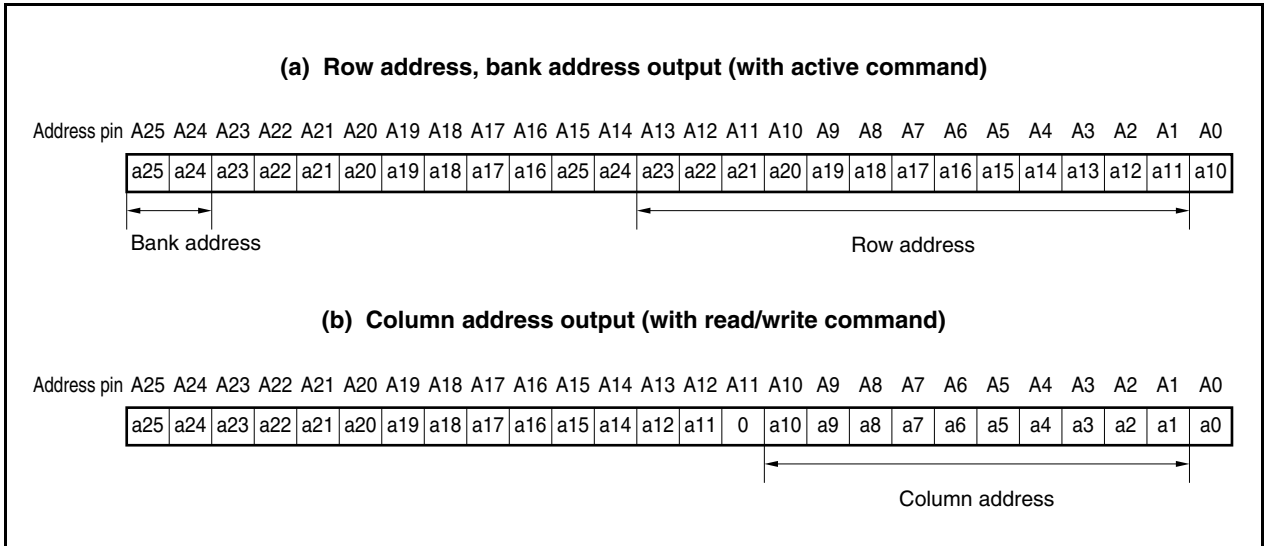 (a) Row address, bank address output (with active command)
Address pin A25 A24 A23 A22 A21 A20 A19 A18 A17 A16 A15 A14 A13 A12 A11 A10 A9 A8 A7 A6 A5 A4 A3 A2 A1 A0
a25 a24 a23 a22 a21 a20 a19 a18 a17 a16 a25 a24 a23 a22 a21 a20 a19 a18 a17 a16 a15 a14 a13 a12 a11 a10
Bank address Row address
(b) Column address output (with read/write command)
Address pin A25 A24 A23 A22 A21 A20 A19 A18 A17 A16 A15 A14 A13 A12 A11 A10 A9 A8 A7 A6 A5 A4 A3 A2 A1 A0
a25 a24 a23 a22 a21 a20 a19 a18 a17 a16 a15 a14 a12 a11 0 a10 a9 a8 a7 a6 a5 a4 a3 a2 a1 a0
Column address